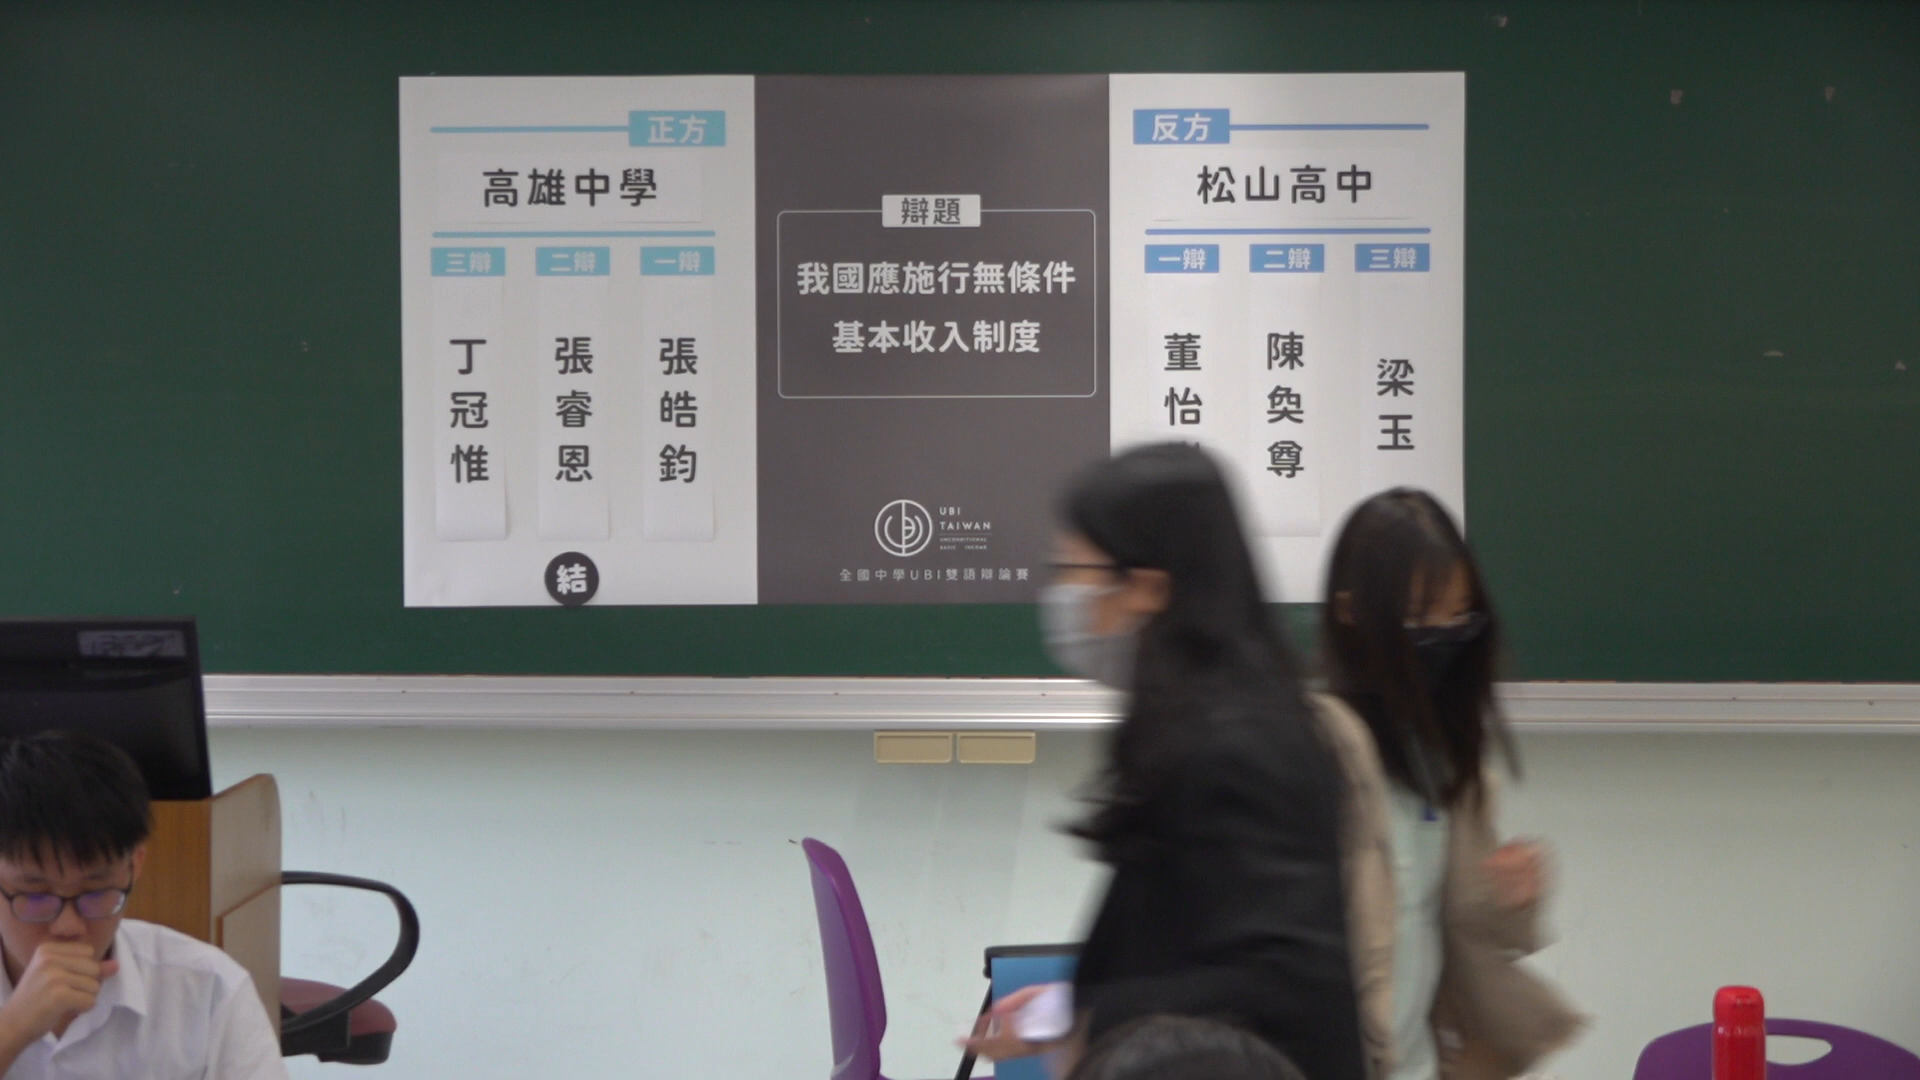 正方
高雄中學
三辯 二辯 一辯
丁冠惟
張睿恩
張皓鈞
結
辯題
我國應施行無條件
基本收入制度
UBI
TAIWAN
UNCONDITIONAL
BASIC INCOME
全國中學UBI雙語辯論賽
反方
松山高中
一辯 二辯 三辯
董怡
陳奐尊
梁玉